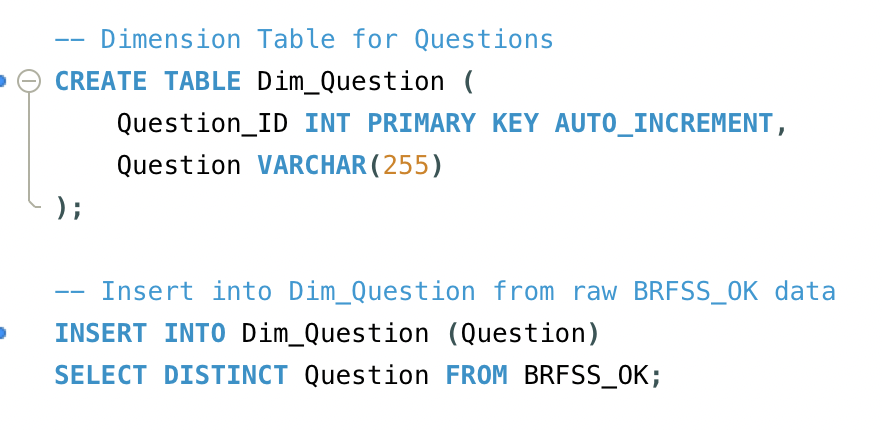 -- Dimension Table for Questions
CREATE TABLE Dim_Question (
    Question_ID INT PRIMARY KEY AUTO_INCREMENT,
    Question VARCHAR(255)
);
-- Insert into Dim_Question from raw BRFSS_OK data
INSERT INTO Dim_Question (Question)
SELECT DISTINCT Question FROM BRFSS_OK;